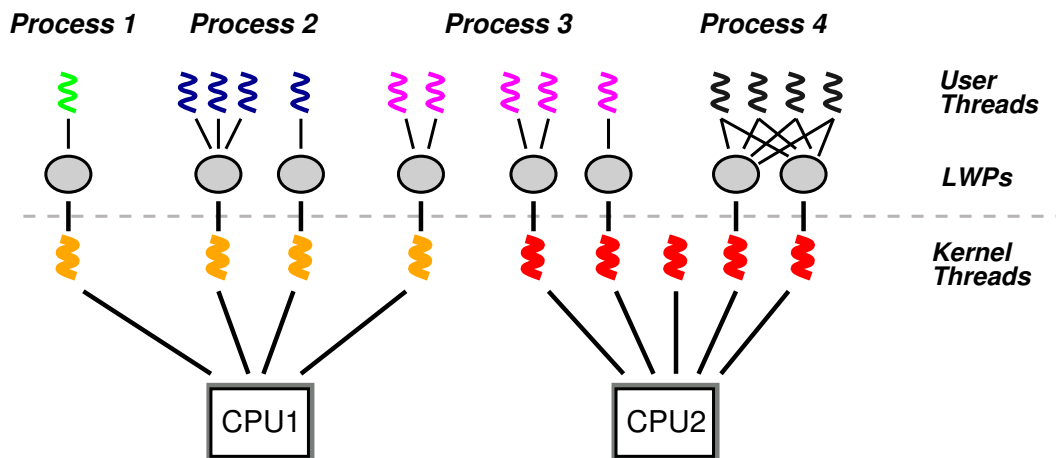 Process 1
Process 2
Process 3
Process 4
User
Threads
LWPs
Kernel
Threads
CPU1
CPU2